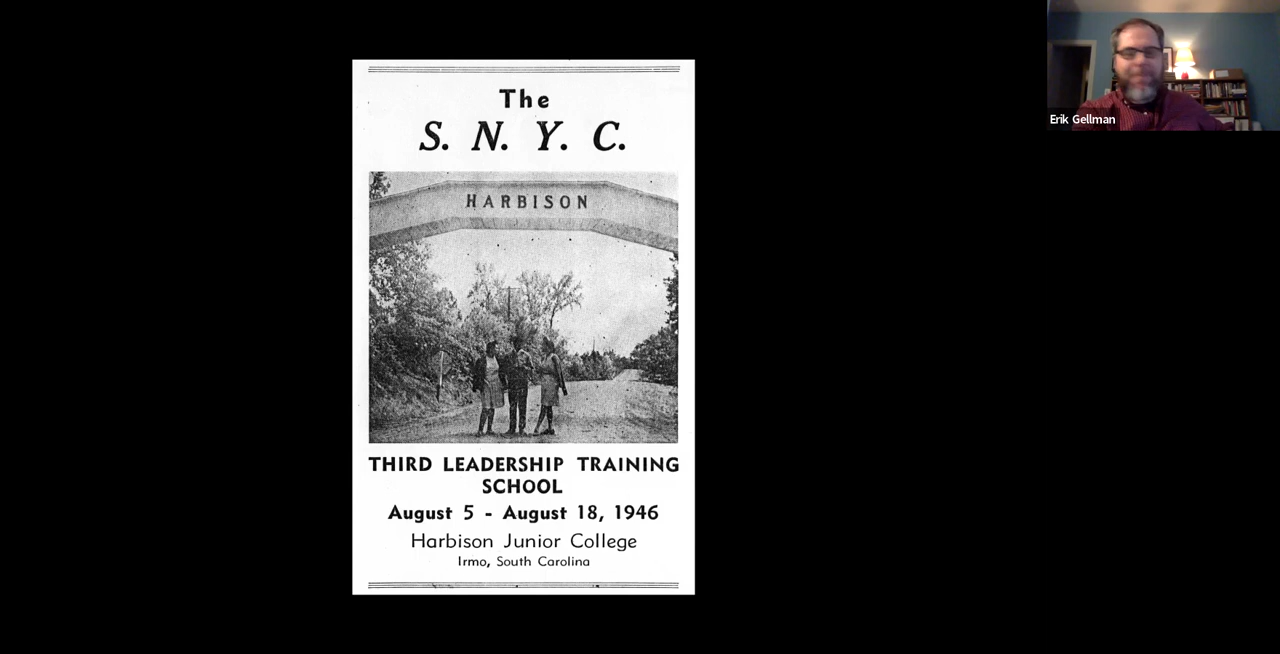 The
S. N. Y. C.
HARBISON
THIRD LEADERSHIP TRAINING
SCHOOL
August 5 - August 18, 1946
Harbison Junior College
Irmo, South Carolina
Erik Gellman